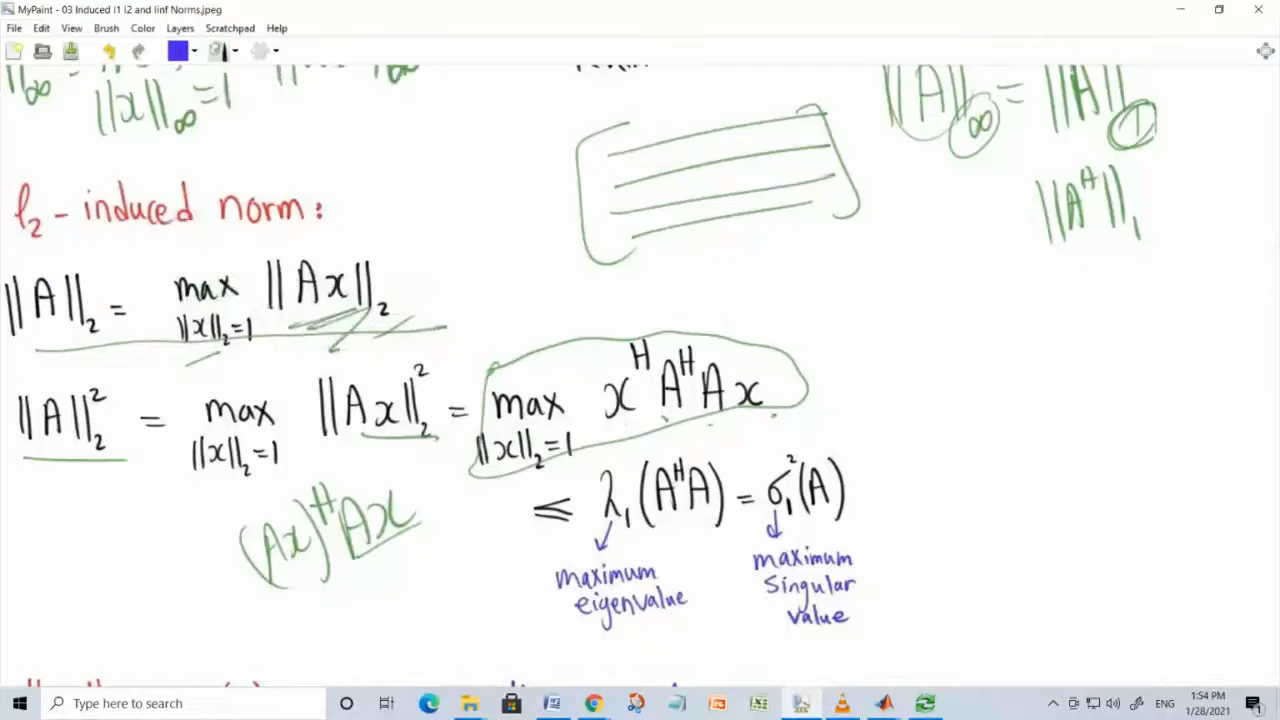 MyPaint - 03 Induced l1 l2 and linf Norms.jpeg
File Edit View Brush Color Layers Scratchpad Help
||x||∞=1
||A||∞ = ||A||1
||A^H||1
l2 - induced norm:
||A||2 = max ||Ax||2
||x||2=1
||A||2^2 = max ||Ax||2^2 = max x^H A^H A x
||x||2=1 ||x||2=1
≤ λ1(A^H A) = σ1^2(A)
(Ax)^H Ax
maximum eigenvalue
maximum singular value
Type here to search
ENG
1:54 PM
1/28/2021